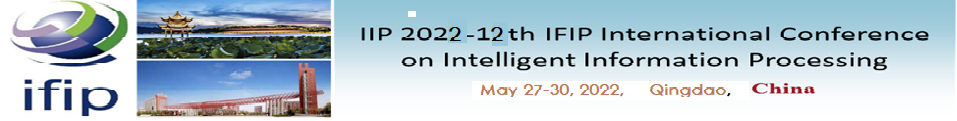 ifip
IIP 2022-12th IFIP International Conference
on Intelligent Information Processing
May 27-30, 2022, Qingdao, China